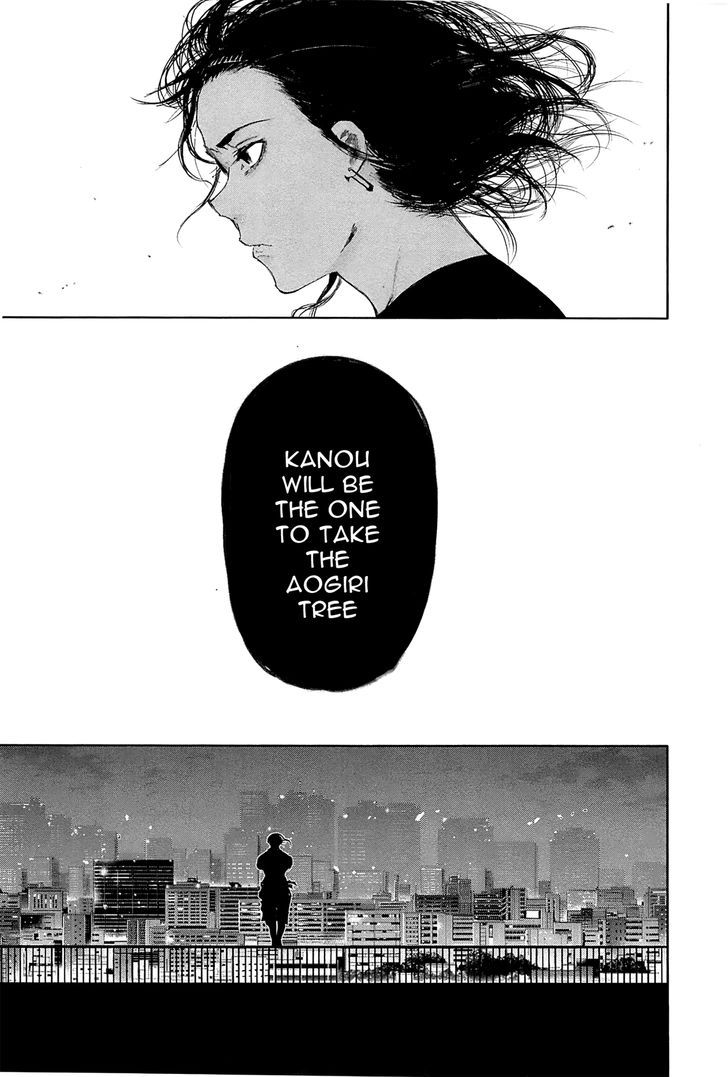 KANOU
WILL BE
THE ONE
TO TAKE
THE
AOGIRI
TREE